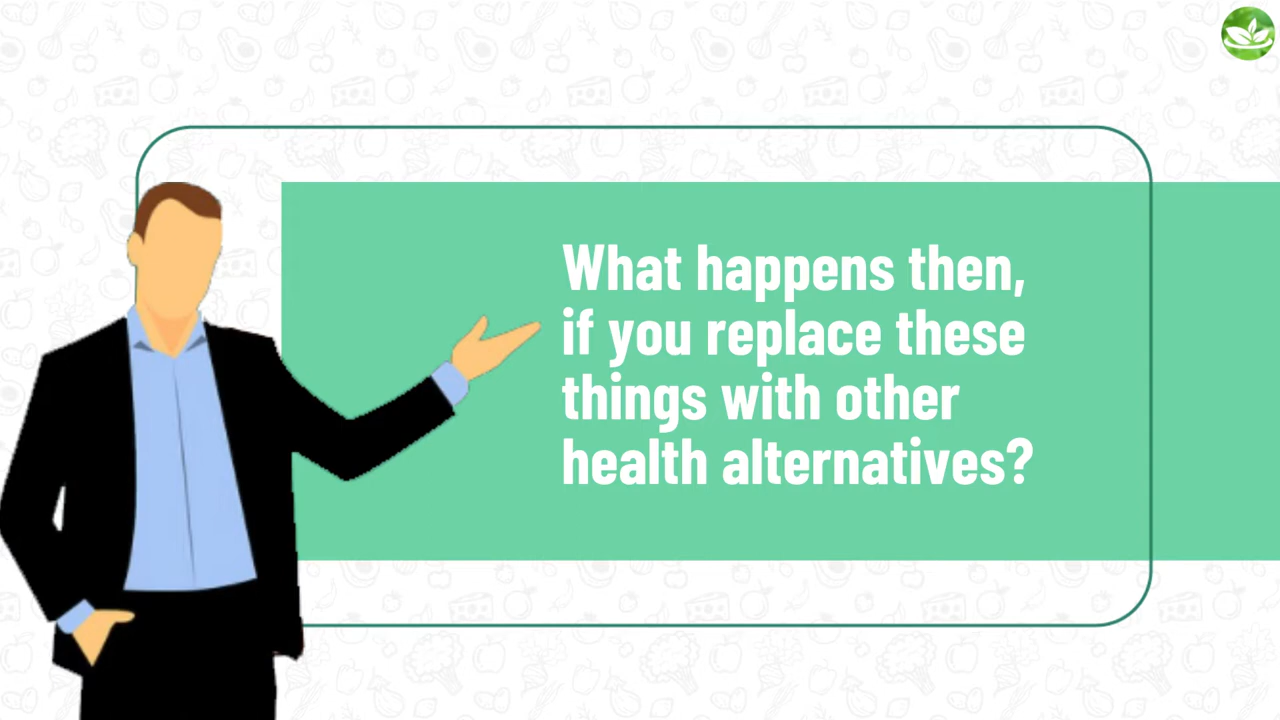 What happens then,
if you replace these
things with other
health alternatives?